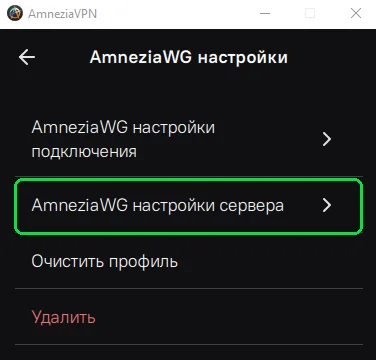 AmneziaVPN
AmneziaWG настройки
AmneziaWG настройки
подключения
AmneziaWG настройки сервера
Очистить профиль
Удалить